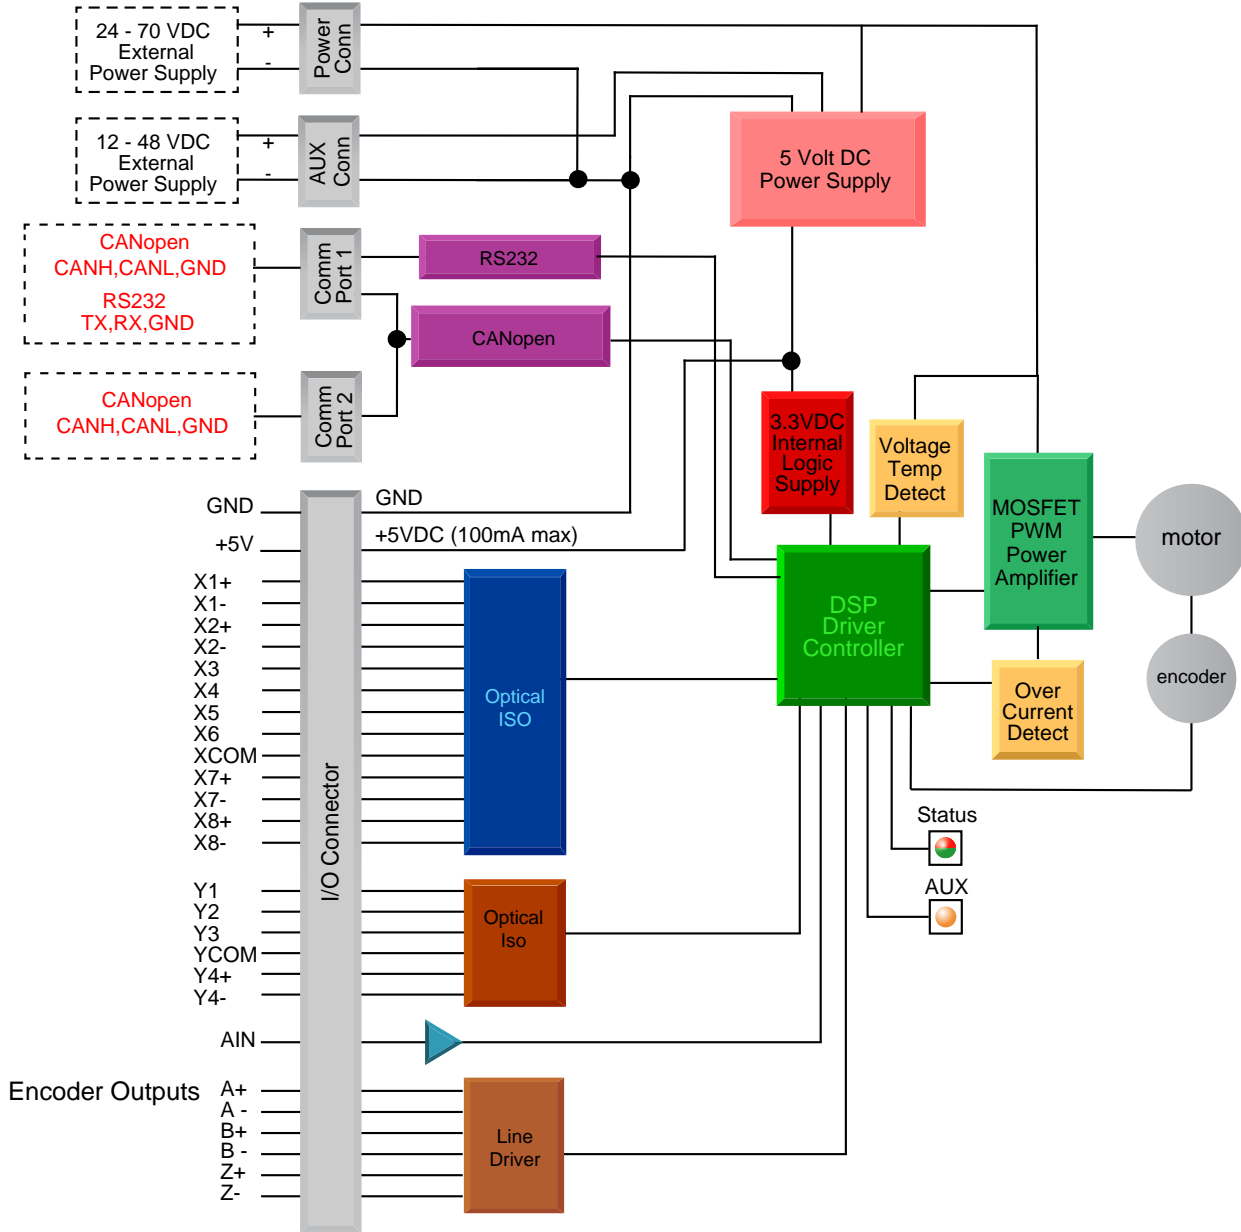 24 - 70 VDC
External
Power Supply
+
-
Power
Conn
12 - 48 VDC
External
Power Supply
+
-
AUX
Conn
5 Volt DC
Power Supply
CANopen
CANH,CANL,GND
RS232
TX,RX,GND
Comm
Port 1
RS232
CANopen
CANopen
CANH,CANL,GND
Comm
Port 2
3.3VDC
Internal
Logic
Supply
Voltage
Temp
Detect
MOSFET
PWM
Power
Amplifier
motor
encoder
DSP
Driver
Controller
Over
Current
Detect
Status
AUX
GND
+5V
GND
+5VDC (100mA max)
I/O Connector
X1+
X1-
X2+
X2-
X3
X4
X5
X6
XCOM
X7+
X7-
X8+
X8-
Optical
ISO
Y1
Y2
Y3
YCOM
Y4+
Y4-
Optical
Iso
AIN
Encoder Outputs
A+
A -
B+
B -
Z+
Z-
Line
Driver